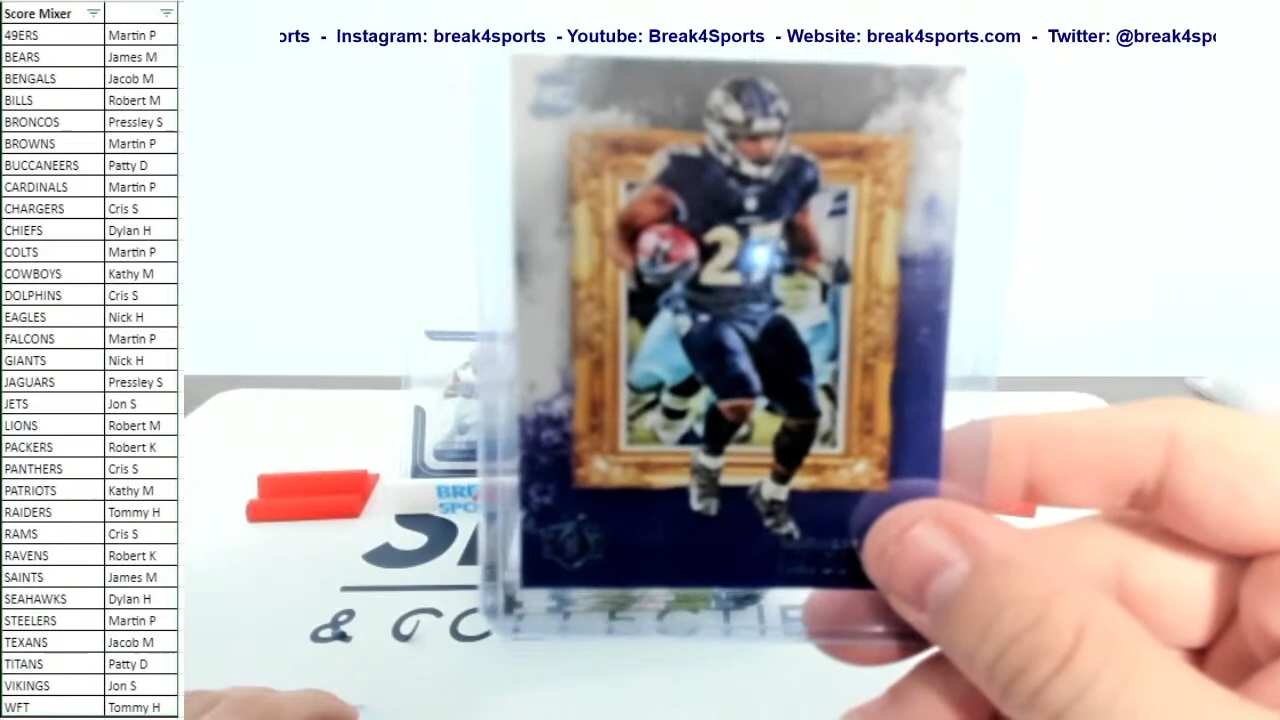 Score Mixer
49ERS Martin P
BEARS James M
BENGALS Jacob M
BILLS Robert M
BRONCOS Pressley S
BROWNS Martin P
BUCCANEERS Patty D
CARDINALS Martin P
CHARGERS Cris S
CHIEFS Dylan H
COLTS Martin P
COWBOYS Kathy M
DOLPHINS Cris S
EAGLES Nick H
FALCONS Martin P
GIANTS Nick H
JAGUARS Pressley S
JETS Jon S
LIONS Robert M
PACKERS Robert K
PANTHERS Cris S
PATRIOTS Kathy M
RAIDERS Tommy H
RAMS Cris S
RAVENS Robert K
SAINTS James M
SEAHAWKS Dylan H
STEELERS Martin P
TEXANS Jacob M
TITANS Patty D
VIKINGS Jon S
WFT Tommy H
orts - Instagram: break4sports - Youtube: Break4Sports - Website: break4sports.com - Twitter: @break4spo
27